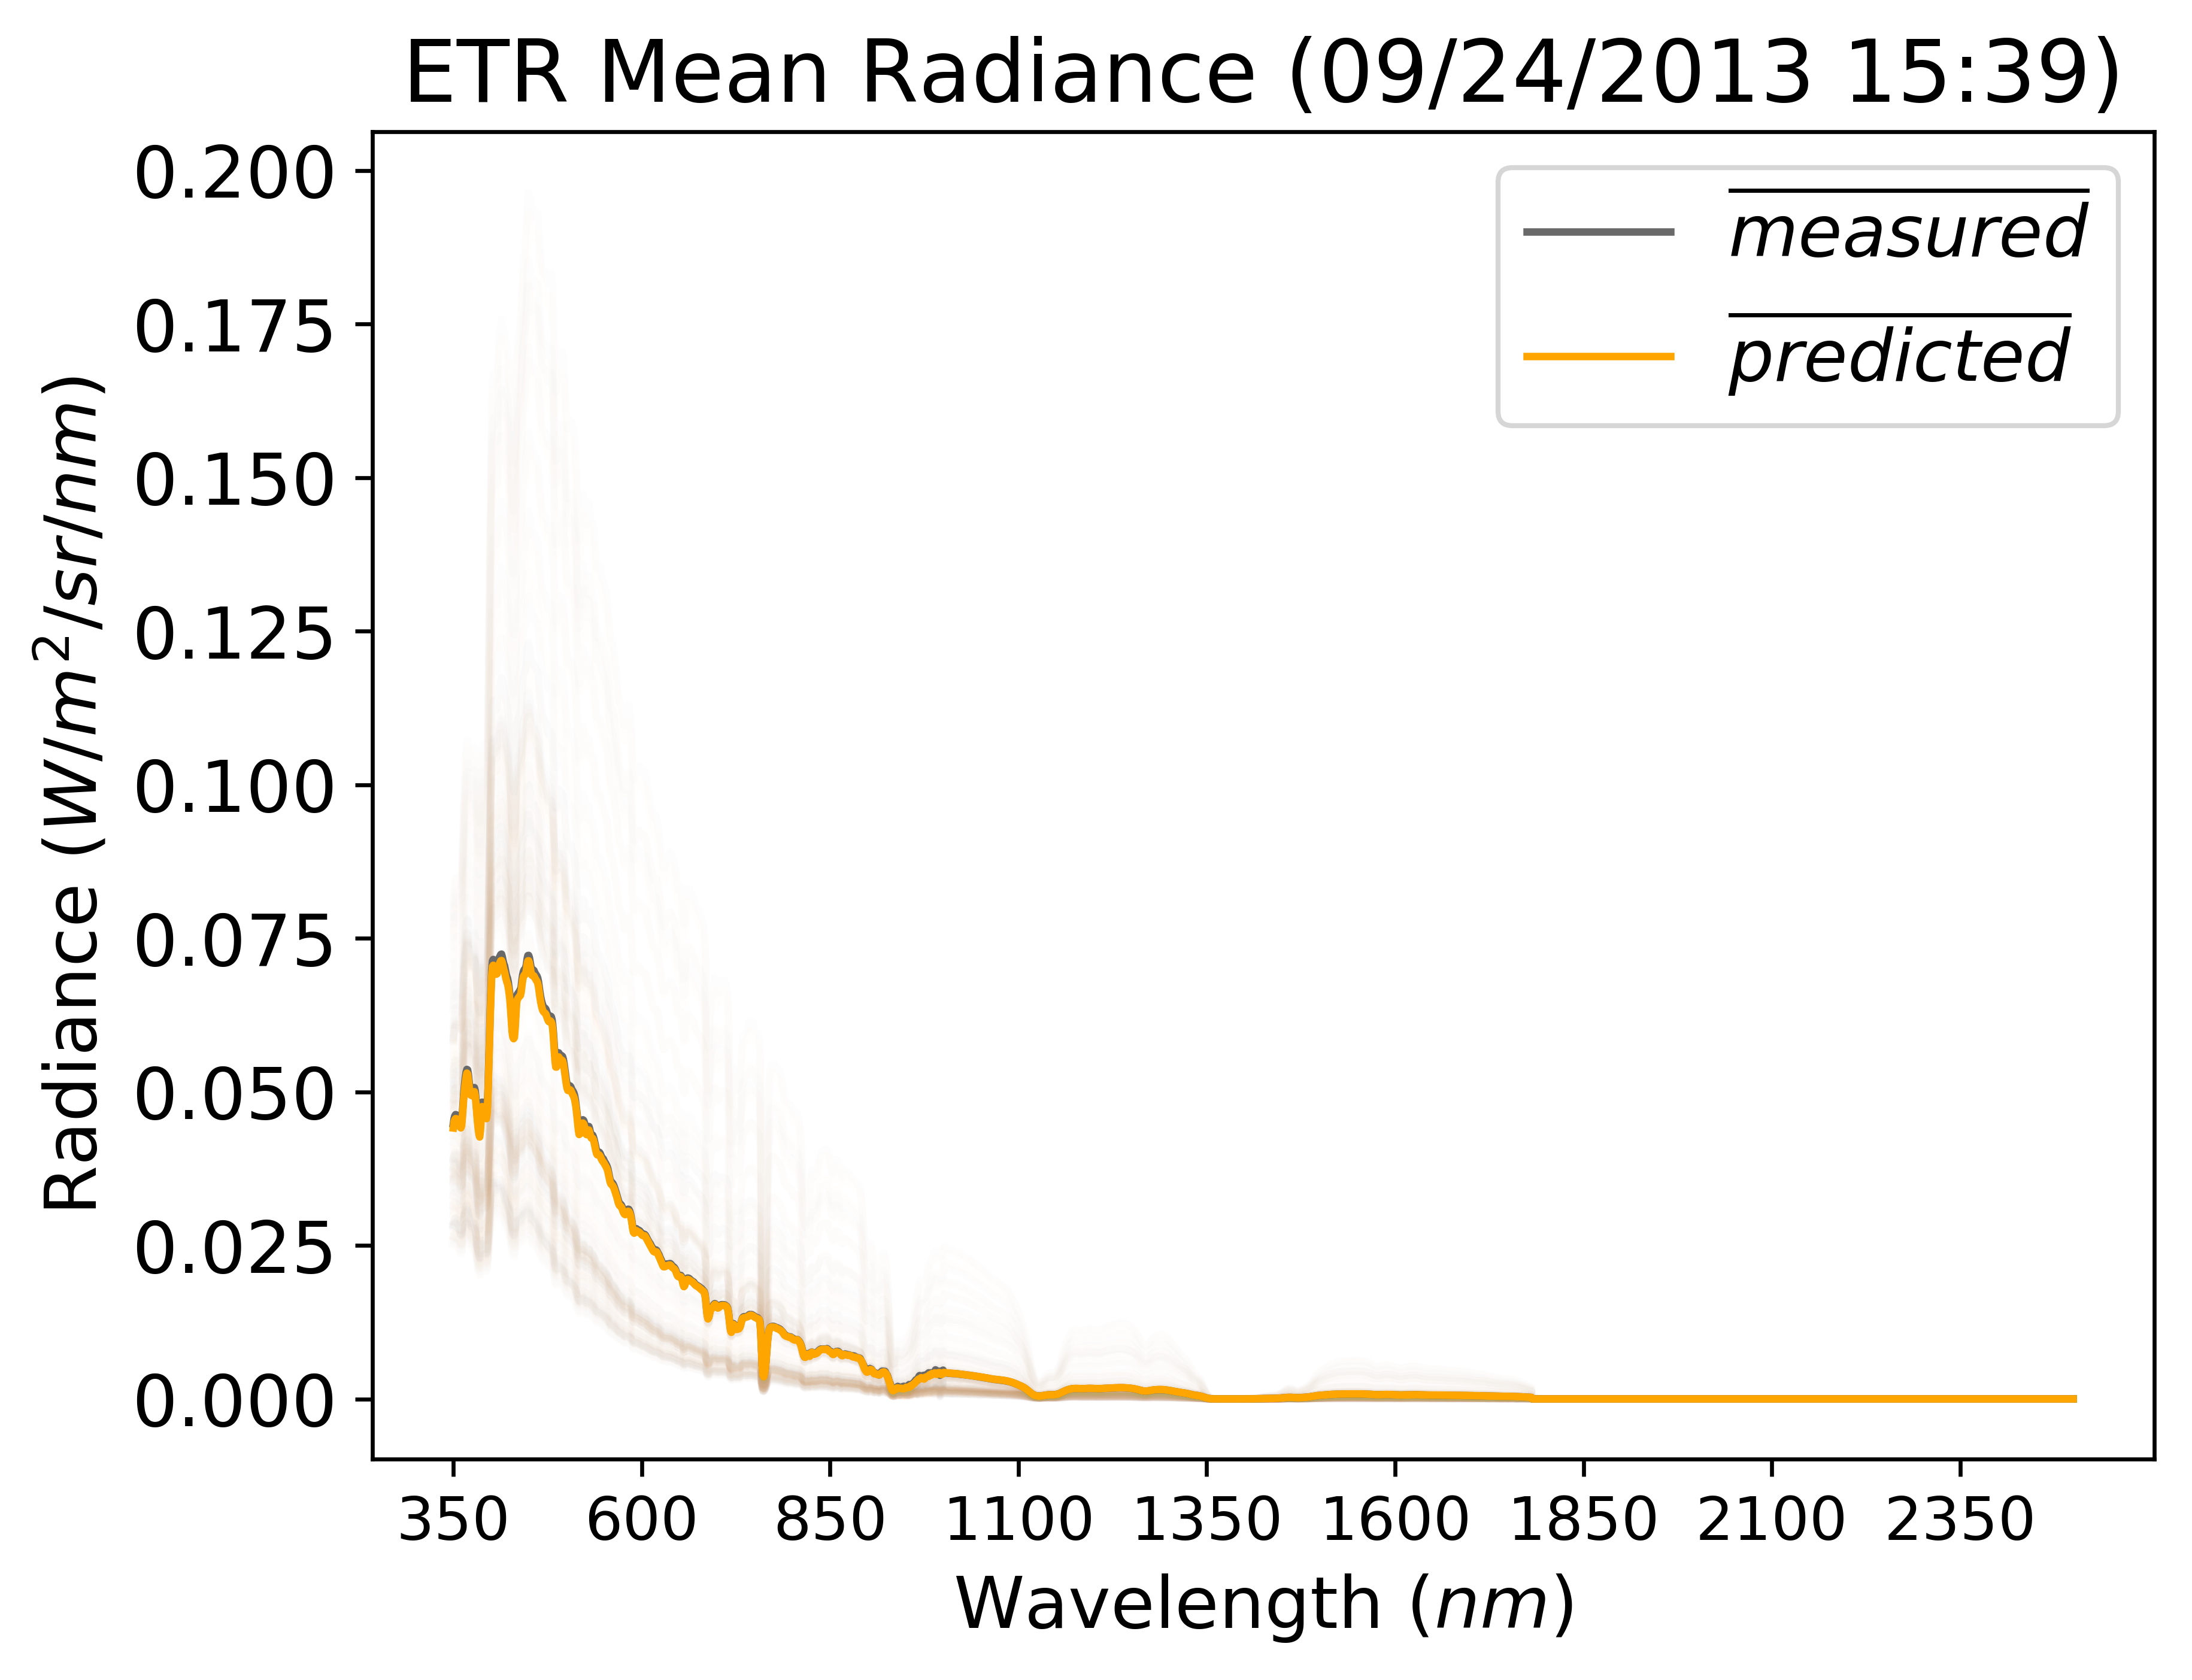 ETR Mean Radiance (09/24/2013 15:39)
measured
predicted
0.200
0.175
0.150
0.125
0.100
0.075
0.050
0.025
0.000
Radiance (W/m²/sr/nm)
350 600 850 1100 1350 1600 1850 2100 2350
Wavelength (nm)